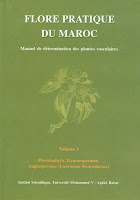 FLORE PRATIQUE
DU MAROC
Manuel de détermination des plantes vasculaires
Volume 1
Pteridophyta, Gymnospermae,
Angiospermae (Lauraceae-Neuradaceae)
Institut Scientifique, Université Mohammed V - Agdal, Rabat